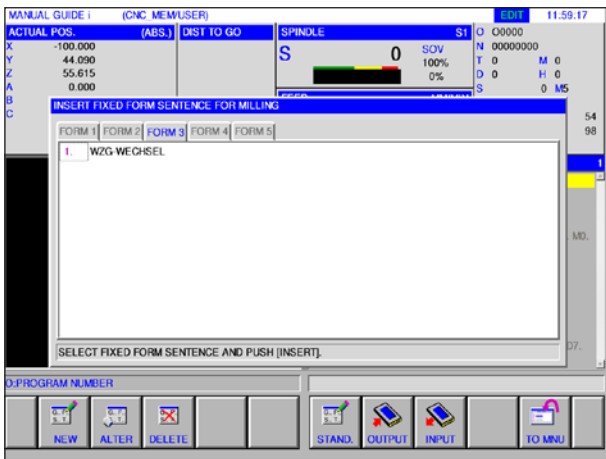 MANUAL GUIDE i (CNC_MEM/USER) EDIT 11.59.17
ACTUAL POS. (ABS.) DIST TO GO SPINDLE S1 O O0000
X -100.000 S 0 SOV N 00000000
Y 44.090 100% T 0 M 0
Z 55.615 0% D 0 H 0
A 0.000 S 0 M5
B
C
54
98
INSERT FIXED FORM SENTENCE FOR MILLING
FORM 1 FORM 2 FORM 3 FORM 4 FORM 5
1. WZG-WECHSEL
1
M0.
07.
SELECT FIXED FORM SENTENCE AND PUSH [INSERT].
O:PROGRAM NUMBER
NEW ALTER DELETE STAND. OUTPUT INPUT TO MNU